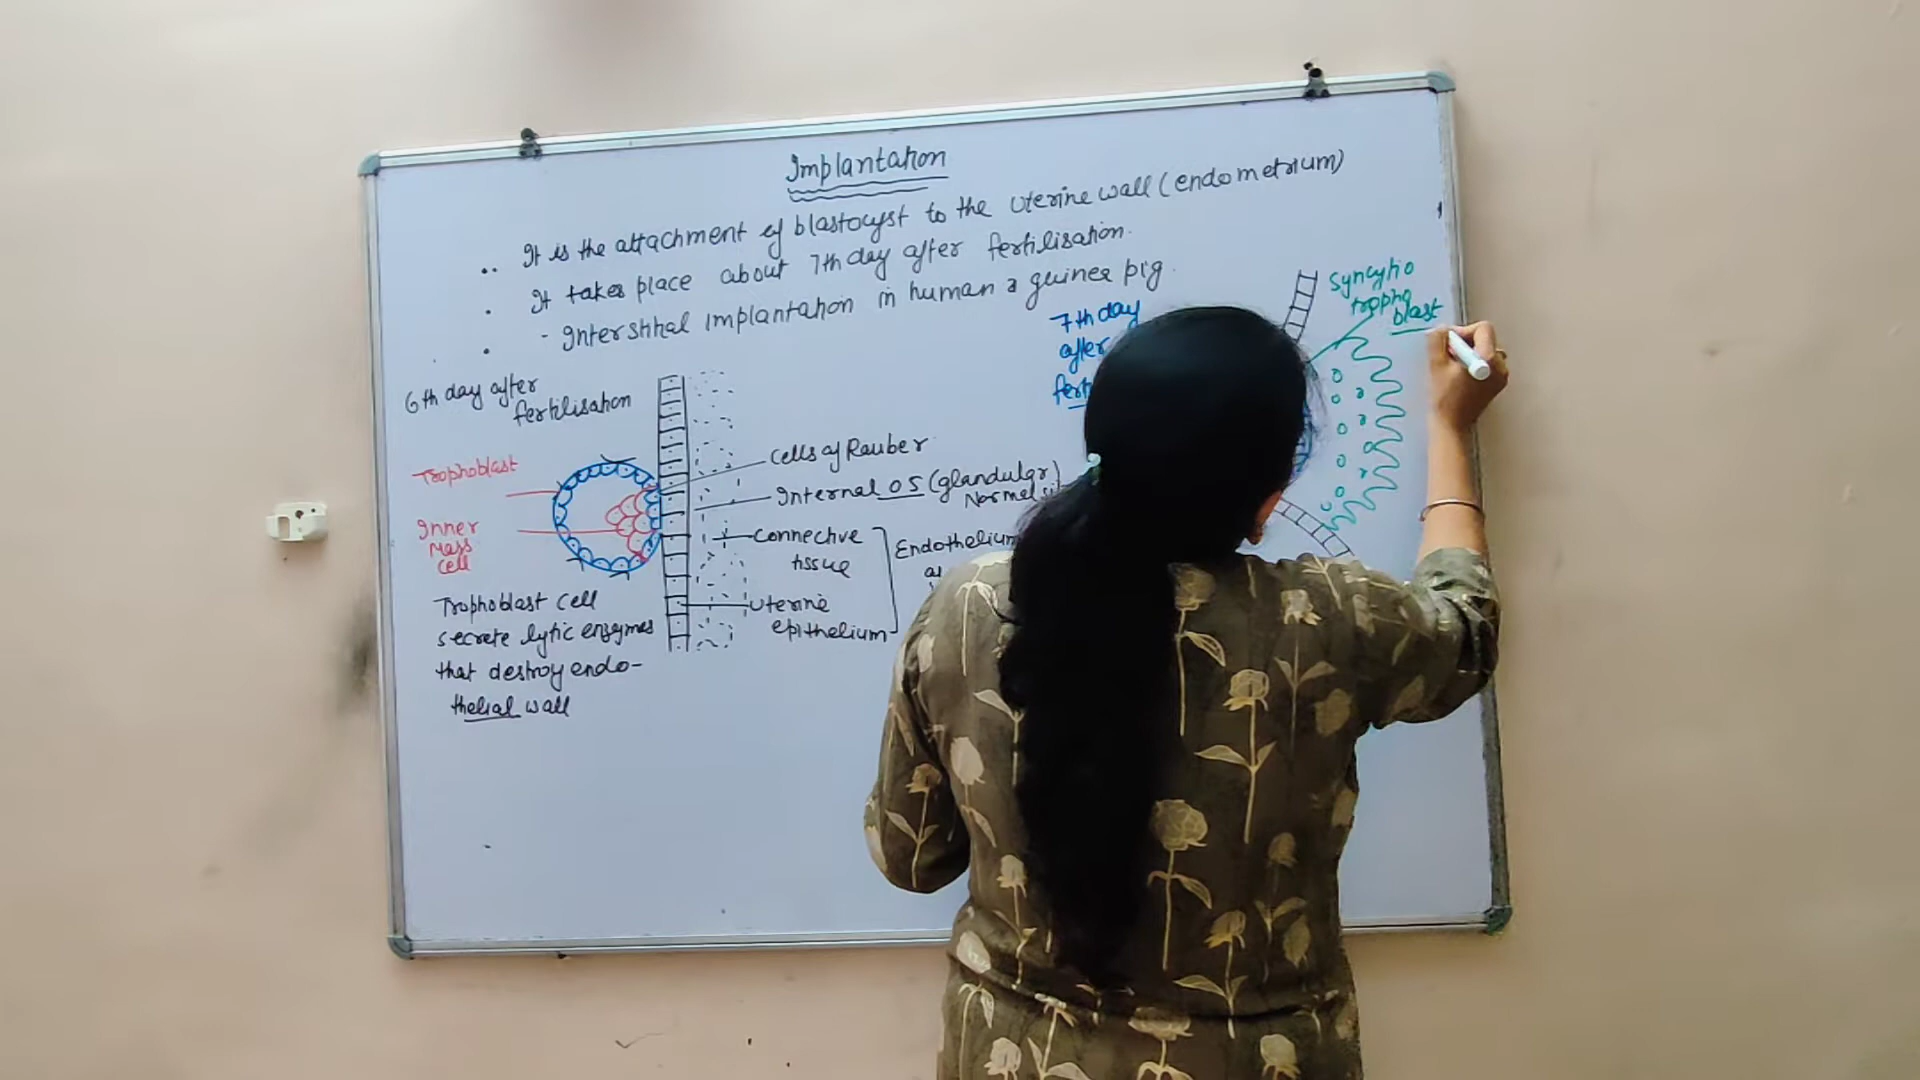 Implantation
It is the attachment of blastocyst to the uterine wall (endometrium)
It takes place about 7th day after fertilisation.
- Interstitial implantation in human & guinea pig
6th day after
fertilisation
Trophoblast
Inner
Mass
Cell
Trophoblast cell
secrete lytic enzymes
that destroy endo-
thelial wall
Cells of Rauber
Internal OS (glandular)
Connective
tissue
Uterine
epithelium
Endothelium
7th day
after
Syncytio
tropho
blast